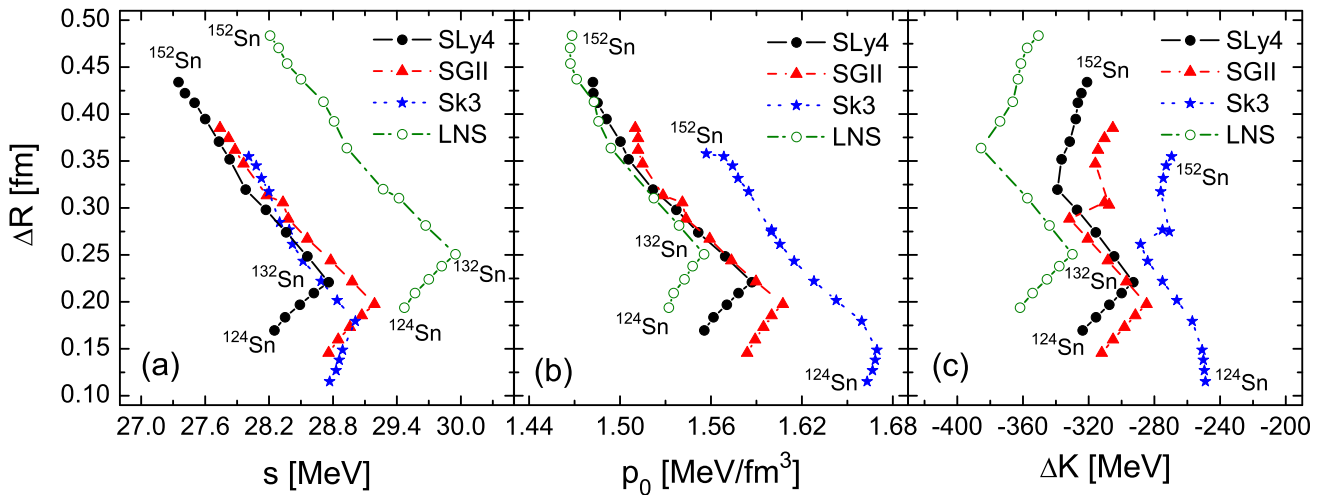 0.50
0.45
0.40
0.35
0.30
0.25
0.20
0.15
0.10
ΔR [fm]
¹⁵²Sn
¹⁵²Sn
SLy4
SGII
Sk3
LNS
¹³²Sn
¹³²Sn
¹²⁴Sn
¹²⁴Sn
(a)
27.0 27.6 28.2 28.8 29.4 30.0
s [MeV]
¹⁵²Sn
SLy4
SGII
Sk3
LNS
¹⁵²Sn
¹³²Sn
¹²⁴Sn
¹²⁴Sn
(b)
1.44 1.50 1.56 1.62 1.68
p₀ [MeV/fm³]
SLy4
SGII
Sk3
LNS
¹⁵²Sn
¹⁵²Sn
¹³²Sn
¹²⁴Sn
¹²⁴Sn
(c)
-400 -360 -320 -280 -240 -200
ΔK [MeV]